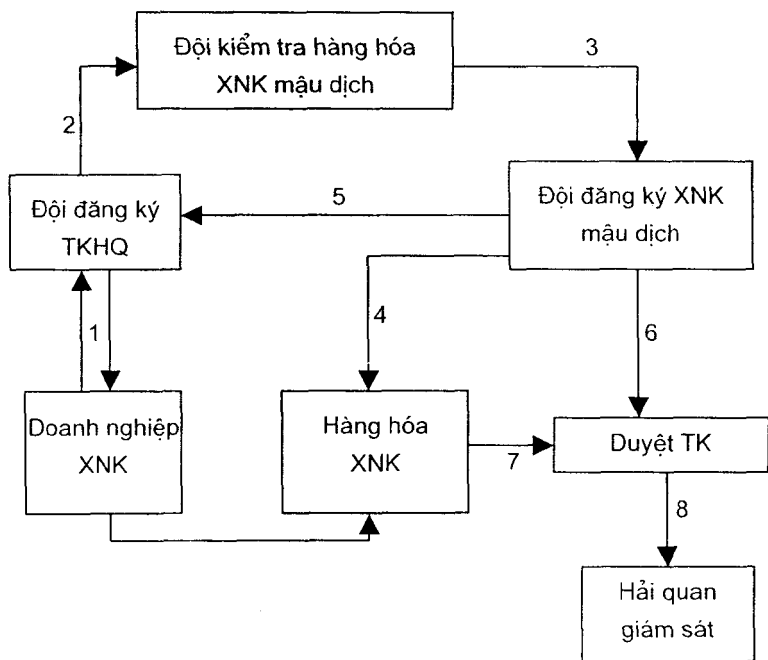 Đội kiểm tra hàng hóa
XNK mậu dịch
3
2
Đội đăng ký
TKHQ
5
Đội đăng ký XNK
mậu dịch
1
4
6
Doanh nghiệp
XNK
Hàng hóa
XNK
7
Duyệt TK
8
Hải quan
giám sát